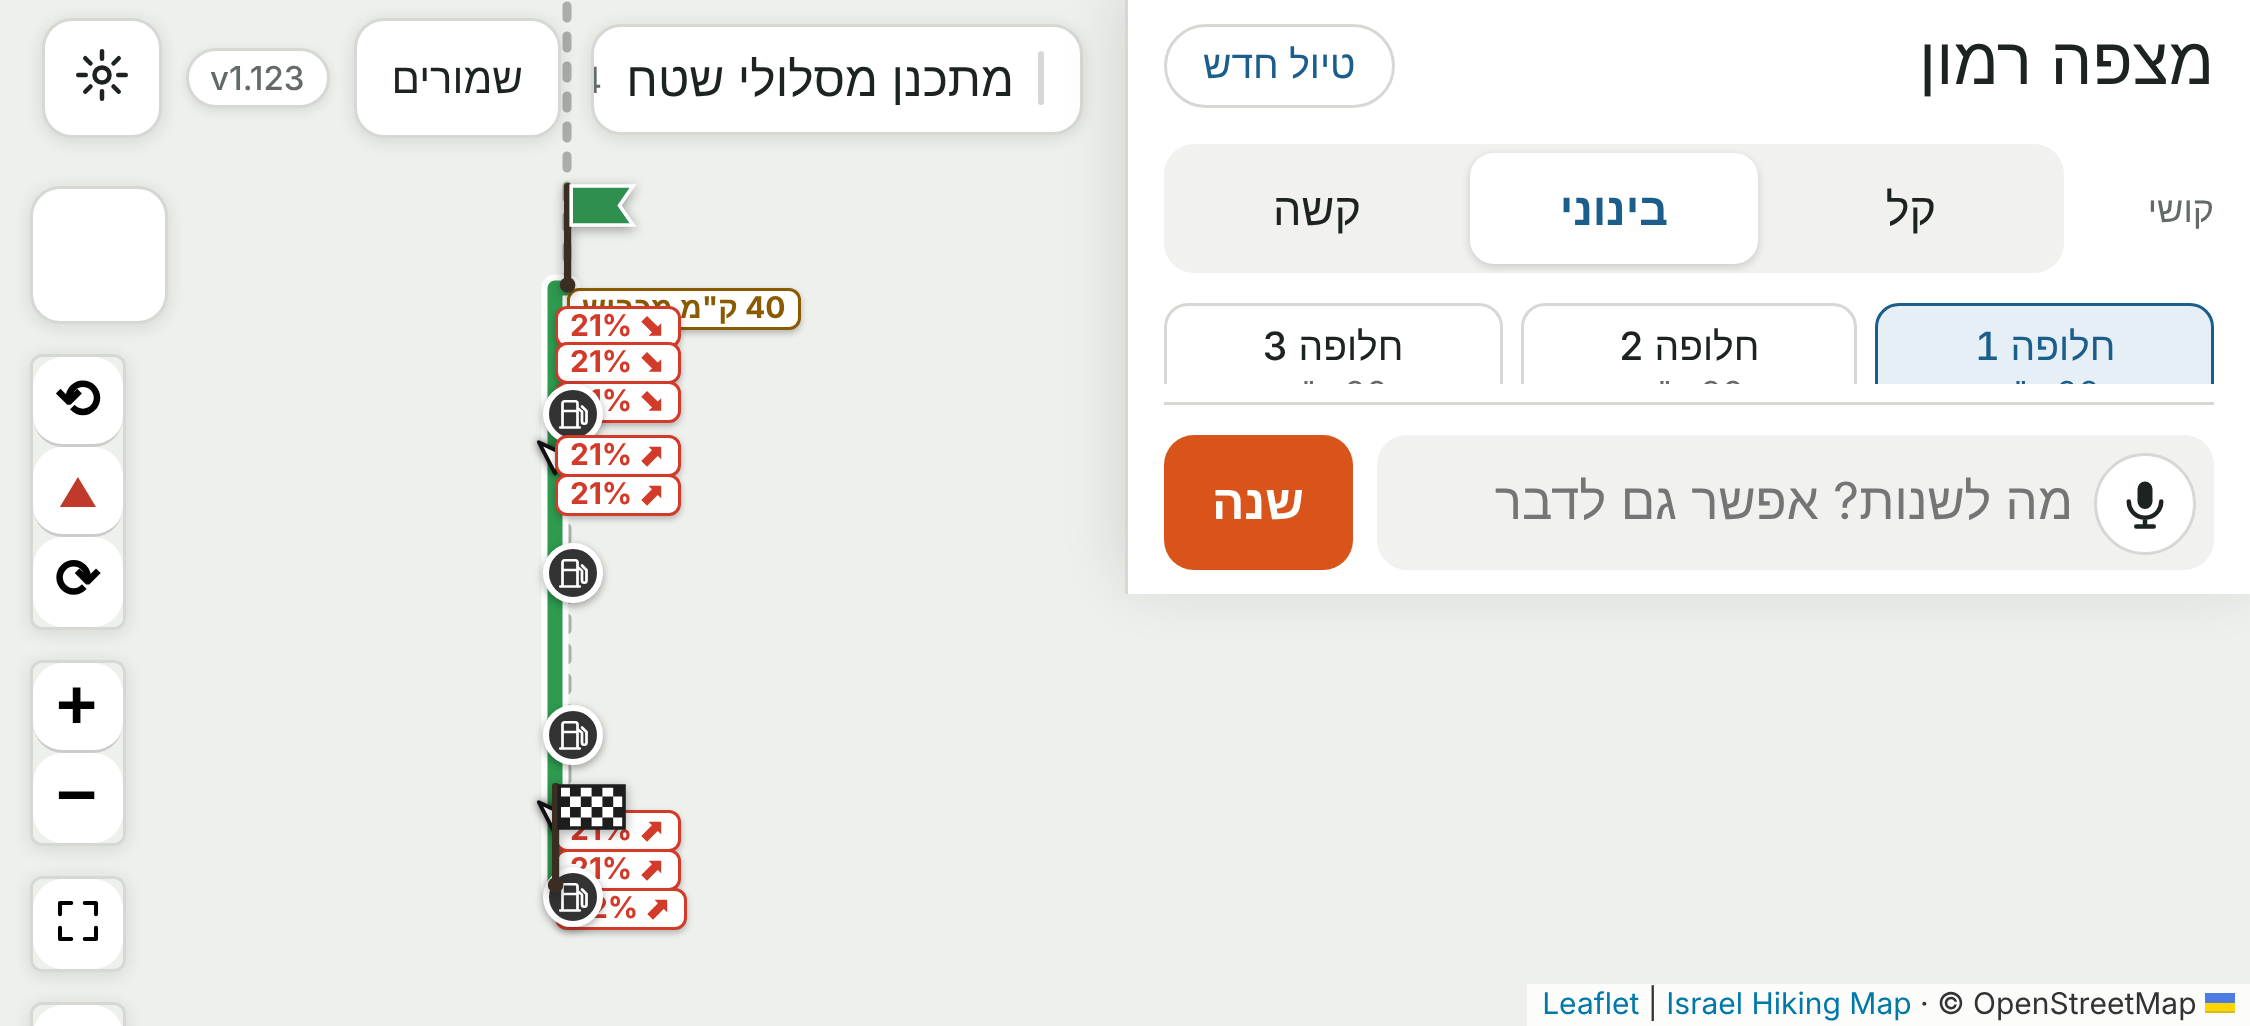 מצפה רמון
טיול חדש
קושי
קל
בינוני
קשה
חלופה 1
חלופה 2
חלופה 3
מה לשנות? אפשר גם לדבר
שנה
מתכנן מסלולי שטח
שמורים
v1.123
40 ק"מ
21%
21%
21%
21%
21%
Leaflet | Israel Hiking Map · © OpenStreetMap